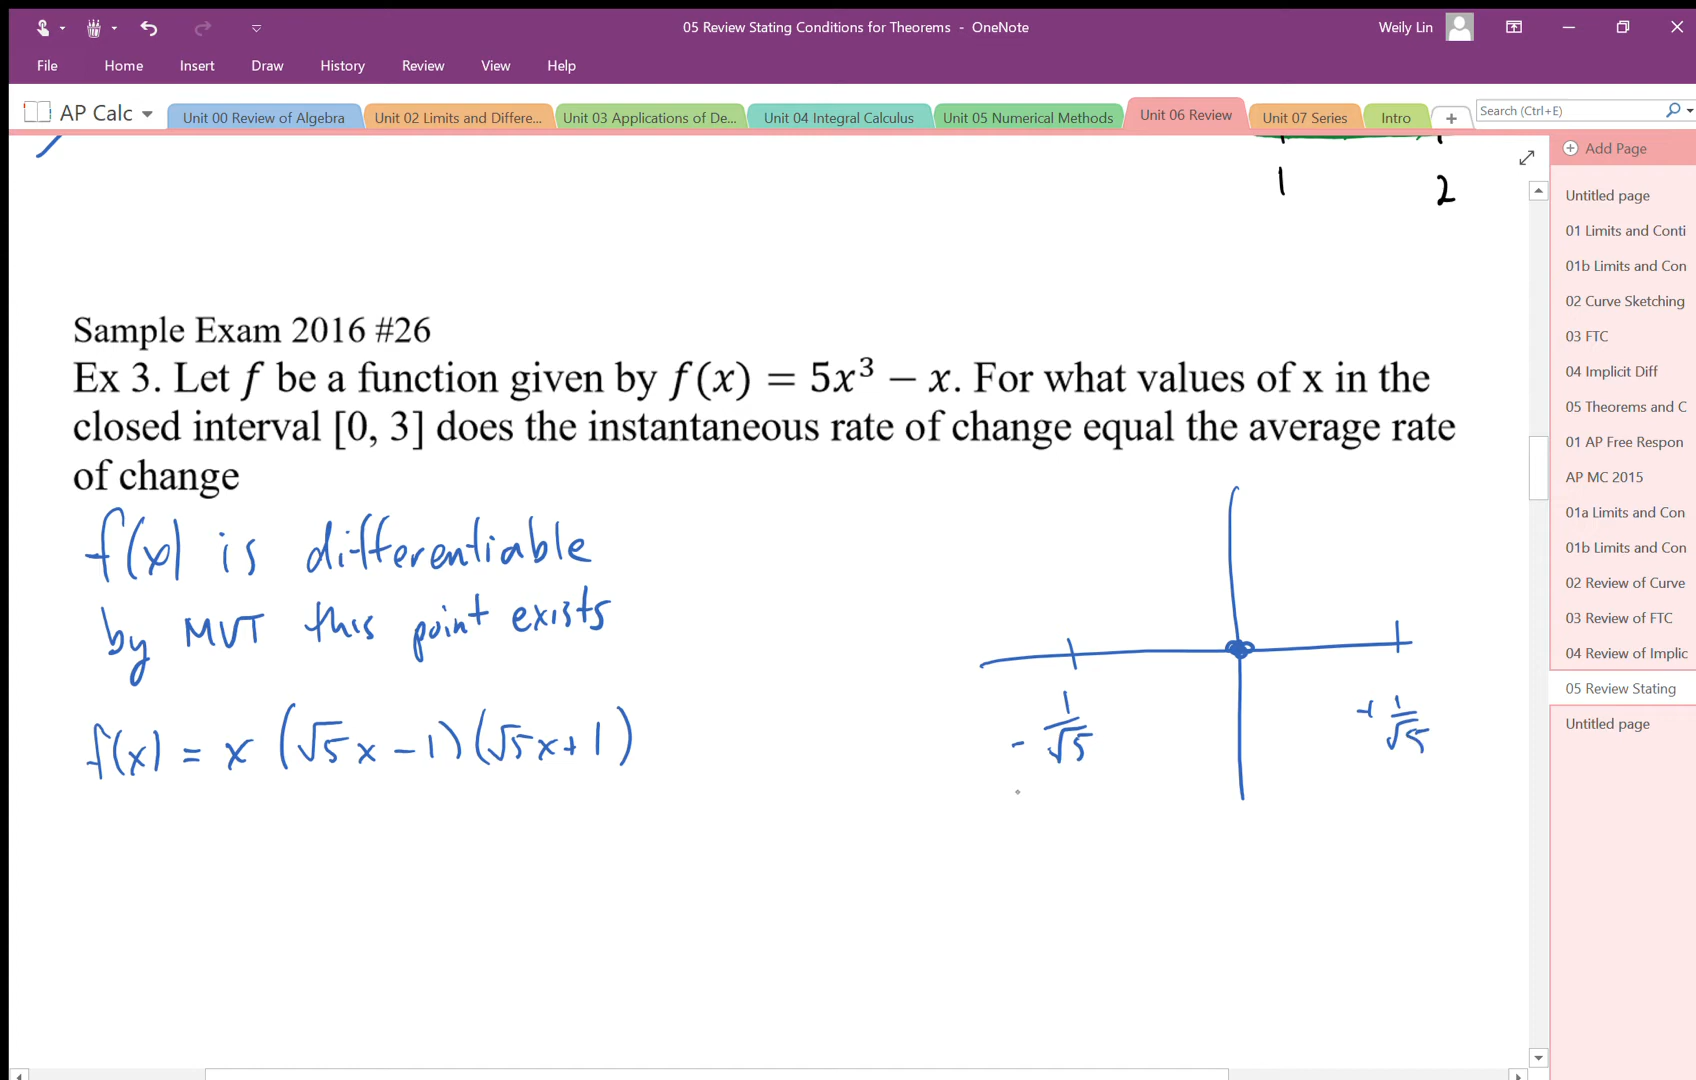 05 Review Stating Conditions for Theorems - OneNote
Weily Lin
File Home Insert Draw History Review View Help
AP Calc
Unit 00 Review of Algebra
Unit 02 Limits and Differe...
Unit 03 Applications of De...
Unit 04 Integral Calculus
Unit 05 Numerical Methods
Unit 06 Review
Unit 07 Series
Intro
Search (Ctrl+E)
1 2
Sample Exam 2016 #26
Ex 3. Let f be a function given by f(x) = 5x³ − x. For what values of x in the
closed interval [0, 3] does the instantaneous rate of change equal the average rate
of change
f(x) is differentiable
by MVT this point exists
f(x) = x (√5x − 1)(√5x + 1)
- 1/√5
+ 1/√5
Add Page
Untitled page
01 Limits and Conti
01b Limits and Con
02 Curve Sketching
03 FTC
04 Implicit Diff
05 Theorems and C
01 AP Free Respon
AP MC 2015
01a Limits and Con
01b Limits and Con
02 Review of Curve
03 Review of FTC
04 Review of Implic
05 Review Stating
Untitled page